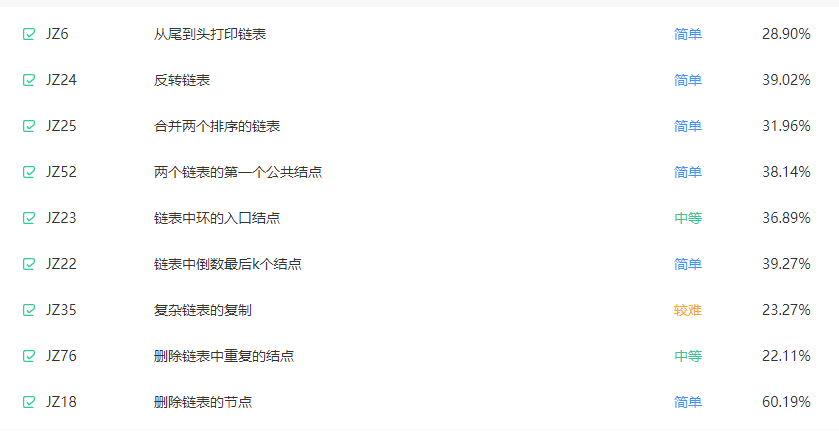 JZ6 从尾到头打印链表 简单 28.90%
JZ24 反转链表 简单 39.02%
JZ25 合并两个排序的链表 简单 31.96%
JZ52 两个链表的第一个公共结点 简单 38.14%
JZ23 链表中环的入口结点 中等 36.89%
JZ22 链表中倒数最后k个结点 简单 39.27%
JZ35 复杂链表的复制 较难 23.27%
JZ76 删除链表中重复的结点 中等 22.11%
JZ18 删除链表的节点 简单 60.19%